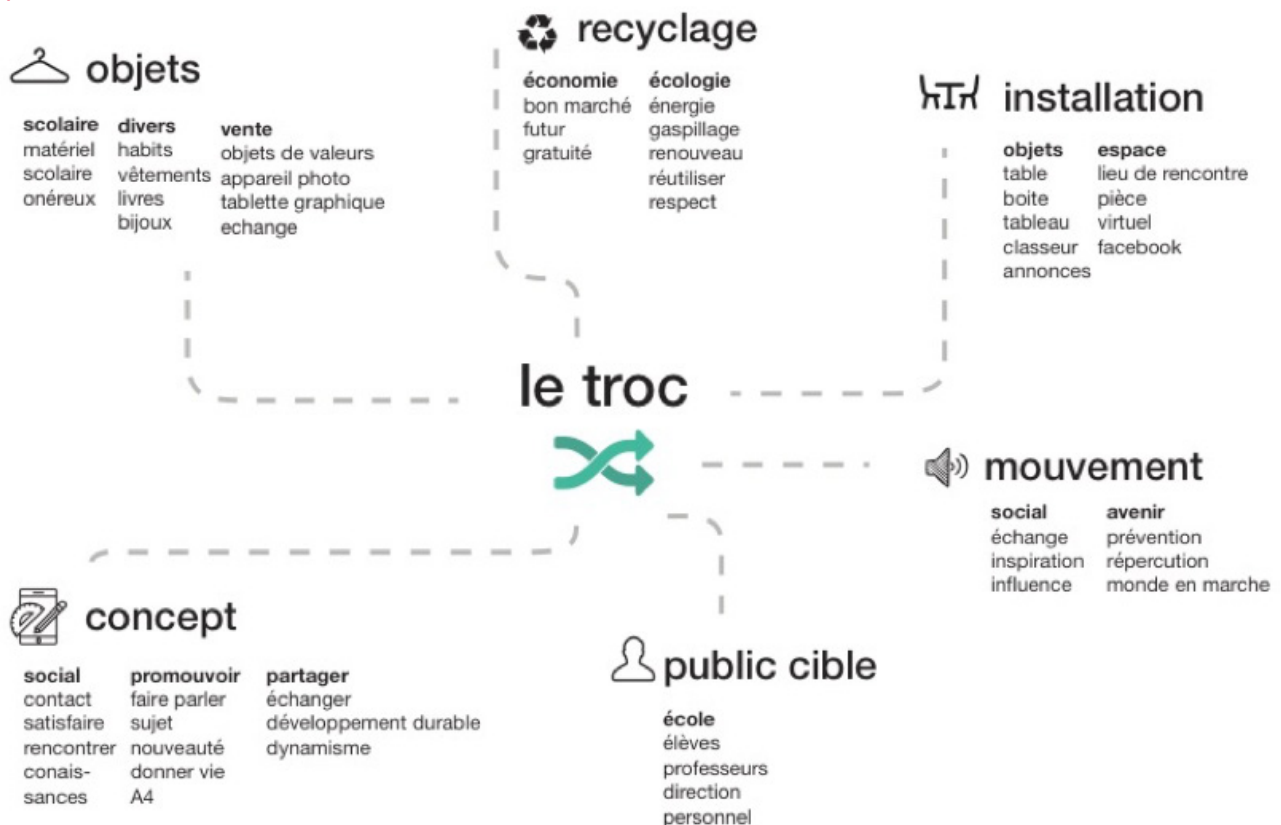 objets
scolaire
matériel
scolaire
onéreux
divers
habits
vêtements
livres
bijoux
vente
objets de valeurs
appareil photo
tablette graphique
echange
recyclage
économie
bon marché
futur
gratuité
écologie
énergie
gaspillage
renouveau
réutiliser
respect
installation
objets
table
boite
tableau
classeur
annonces
espace
lieu de rencontre
pièce
virtuel
facebook
le troc
mouvement
social
échange
inspiration
influence
avenir
prévention
répercution
monde en marche
concept
social
contact
satisfaire
rencontrer
conais-
sances
promouvoir
faire parler
sujet
nouveauté
donner vie
A4
partager
échanger
développement durable
dynamisme
public cible
école
élèves
professeurs
direction
personnel